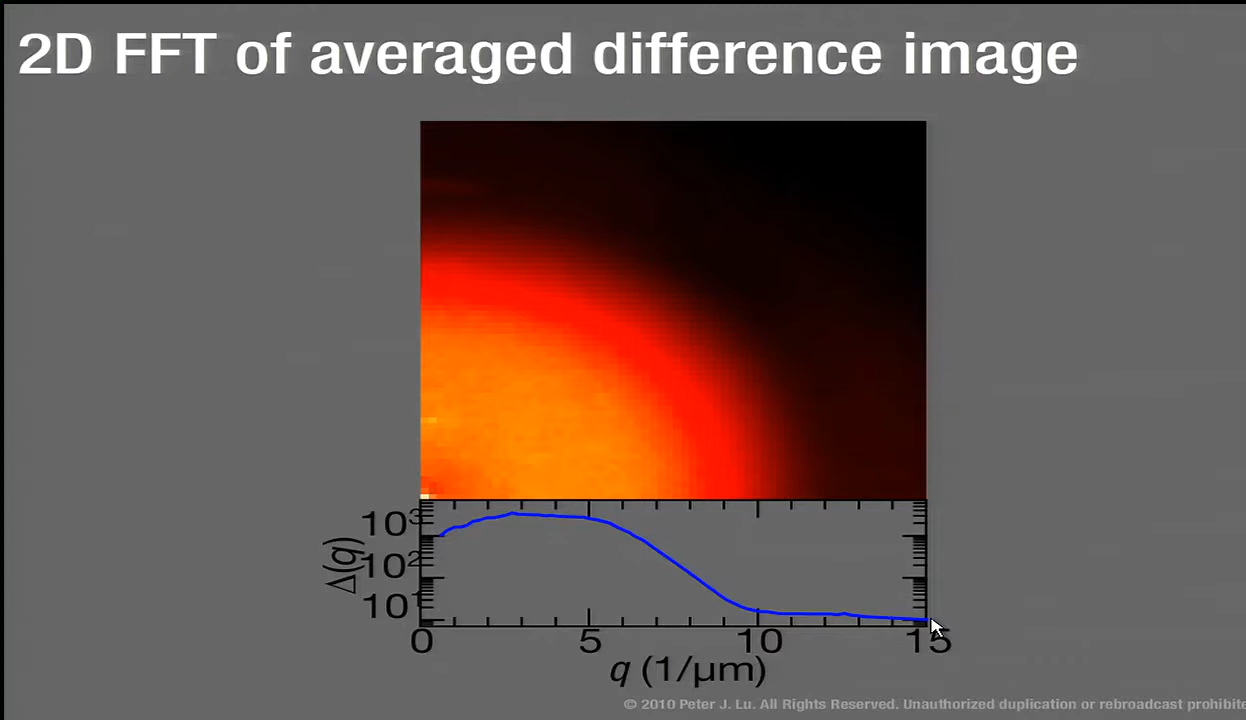 2D FFT of averaged difference image
Δ(q)
10³
10²
10¹
0 5 10 15
q (1/μm)
© 2010 Peter J. Lu. All Rights Reserved. Unauthorized duplication or rebroadcast prohibite